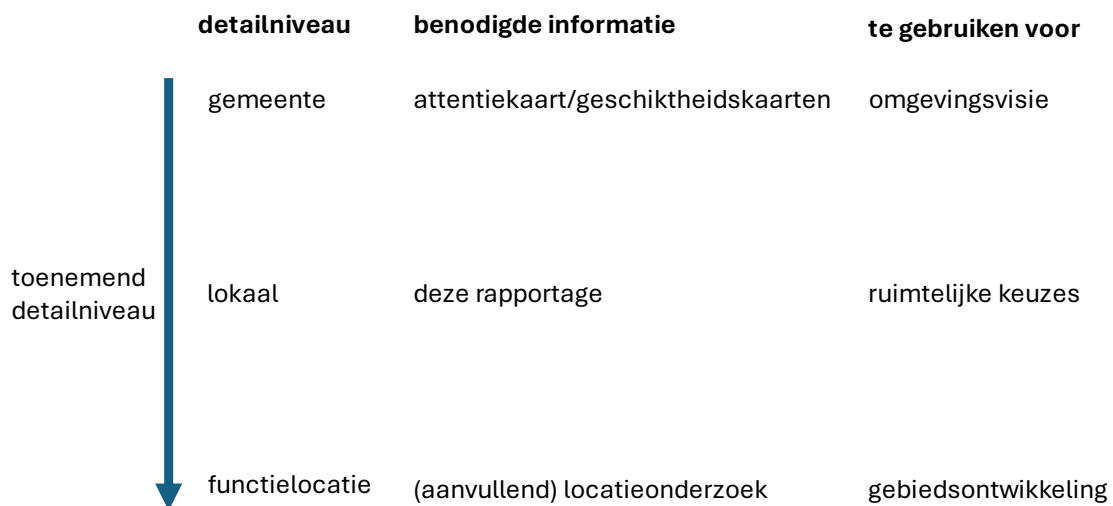 detailniveau benodigde informatie te gebruiken voor
gemeente attentiekaart/geschiktheidskaarten omgevingsvisie
toenemend
detailniveau
lokaal deze rapportage ruimtelijke keuzes
functielocatie (aanvullend) locatieonderzoek gebiedsontwikkeling